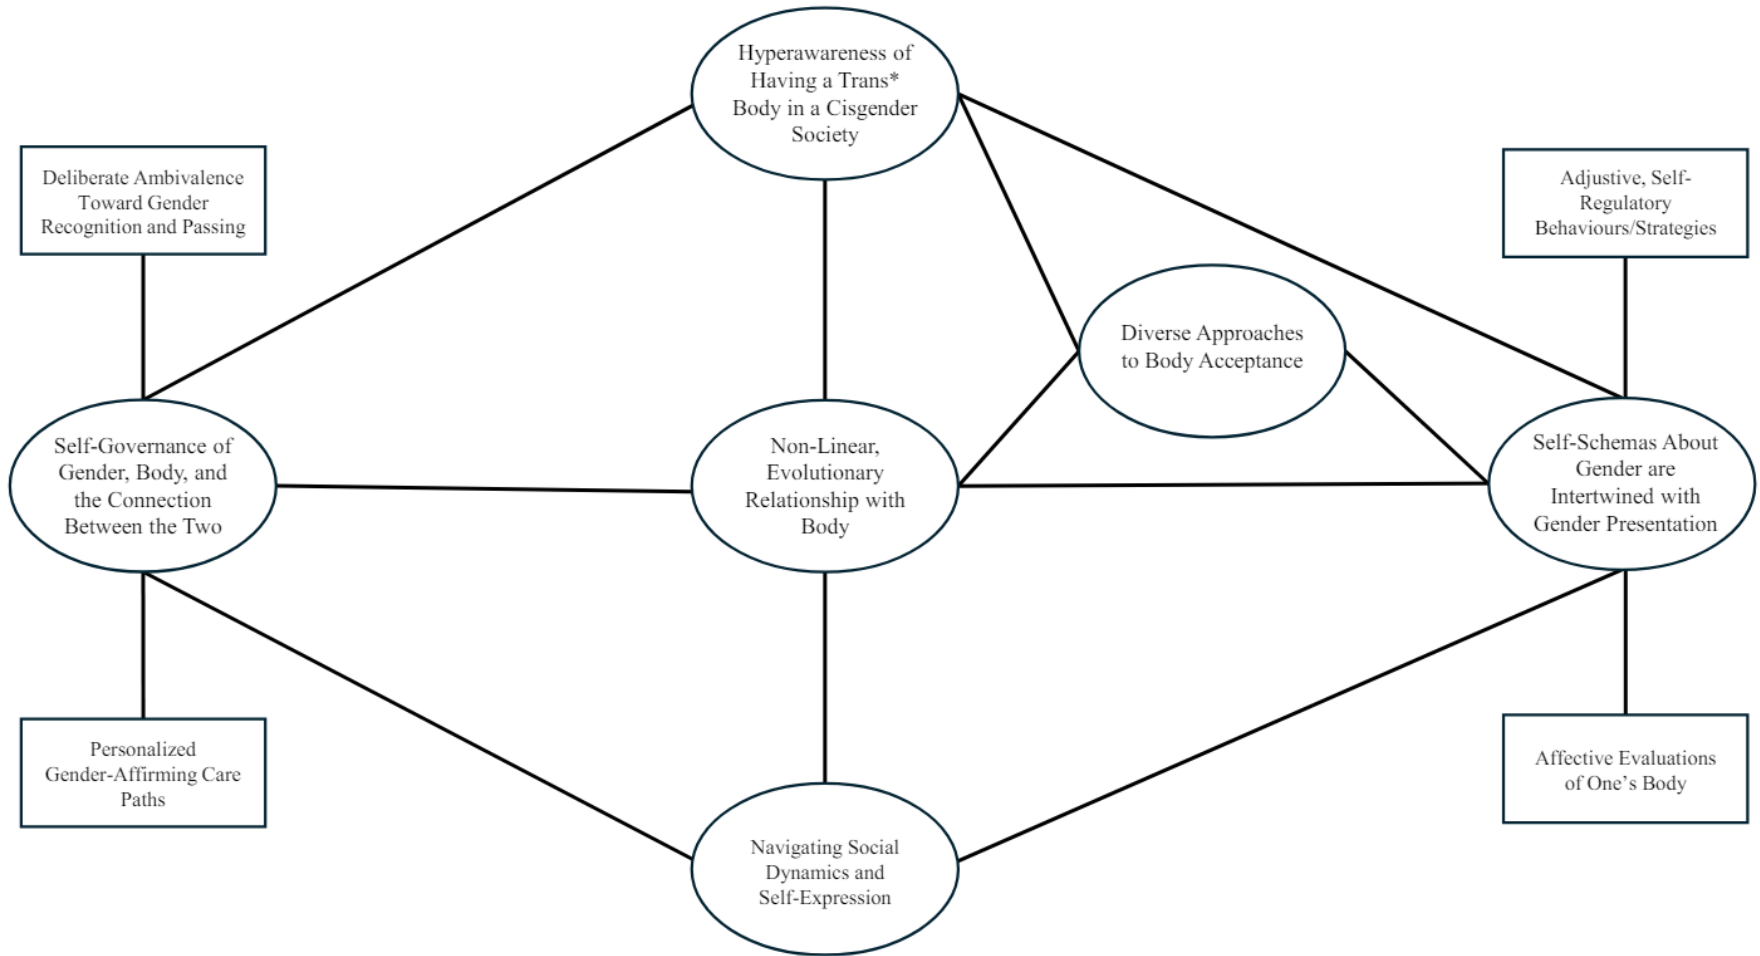 Hyperawareness of
Having a Trans*
Body in a Cisgender
Society
Deliberate Ambivalence
Toward Gender
Recognition and Passing
Adjustive, Self-
Regulatory
Behaviours/Strategies
Diverse Approaches
to Body Acceptance
Self-Governance of
Gender, Body, and
the Connection
Between the Two
Non-Linear,
Evolutionary
Relationship with
Body
Self-Schemas About
Gender are
Intertwined with
Gender Presentation
Personalized
Gender-Affirming Care
Paths
Affective Evaluations
of One’s Body
Navigating Social
Dynamics and
Self-Expression